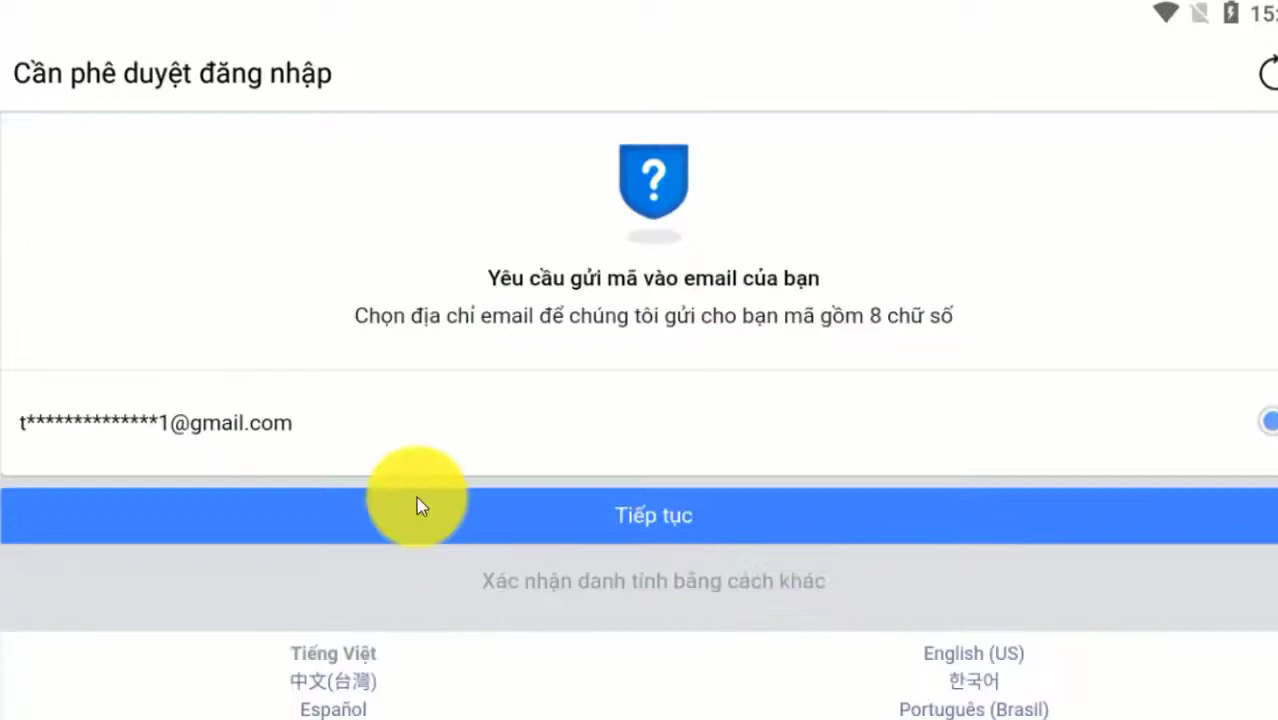 15:
Cần phê duyệt đăng nhập
?
Yêu cầu gửi mã vào email của bạn
Chọn địa chỉ email để chúng tôi gửi cho bạn mã gồm 8 chữ số
t**************1@gmail.com
Tiếp tục
Xác nhận danh tính bằng cách khác
Tiếng Việt
English (US)
中文(台灣)
한국어
Español
Português (Brasil)